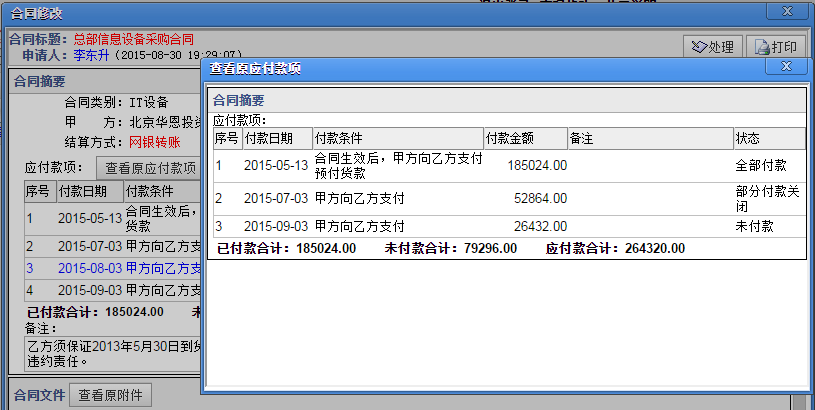 合同修改
合同标题：总部信息设备采购合同
申请人：李东升（2015-08-30 19:29:07）
处理 打印
合同摘要
合同类别：IT设备
甲 方：北京华恩投资
结算方式：网银转账
应付款项： 查看原应付款项
序号 付款日期 付款条件
1 2015-05-13 合同生效后，
货款
2 2015-07-03 甲方向乙方支
3 2015-08-03 甲方向乙方支
4 2015-09-03 甲方向乙方支
已付款合计：185024.00
备注：
乙方须保证2013年5月30日到货
违约责任。
合同文件 查看原附件
查看原应付款项
合同摘要
应付款项：
序号 付款日期 付款条件 付款金额 备注 状态
1 2015-05-13 合同生效后，甲方向乙方支付
预付货款 185024.00 全部付款
2 2015-07-03 甲方向乙方支付 52864.00 部分付款关
闭
3 2015-09-03 甲方向乙方支付 26432.00 未付款
已付款合计：185024.00 未付款合计：79296.00 应付款合计：264320.00